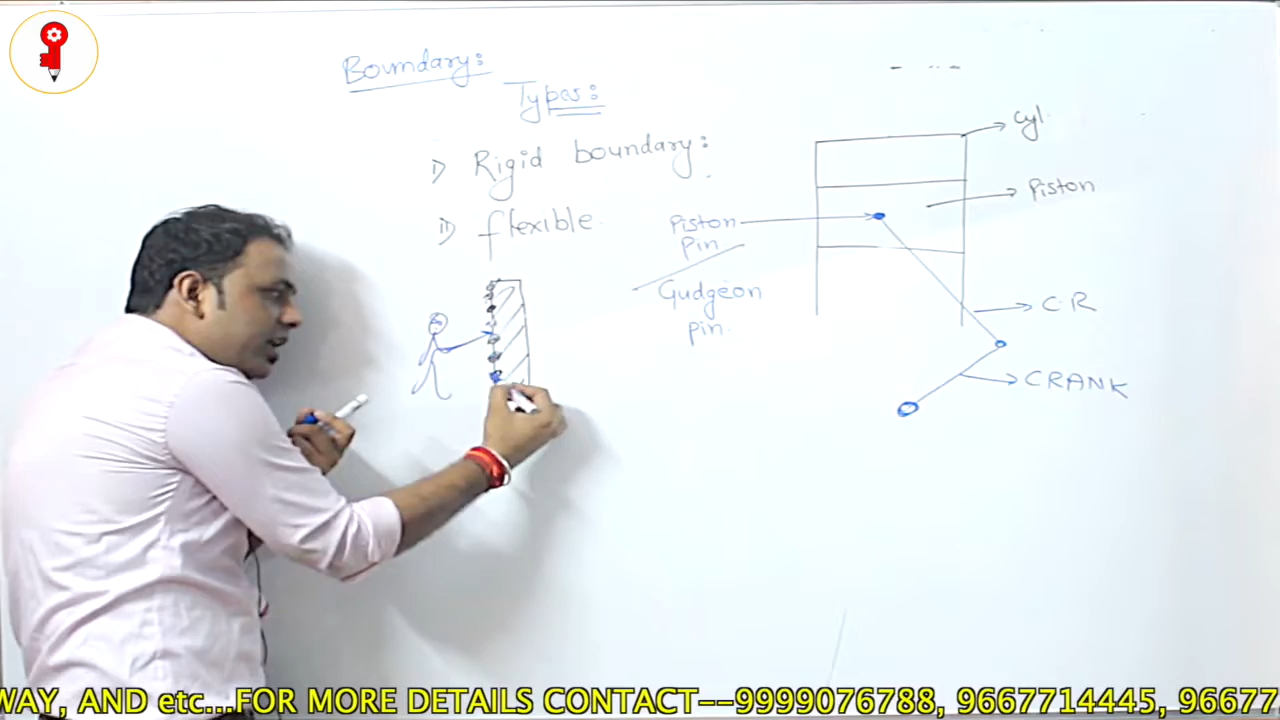 Boundary:
Types:
i) Rigid boundary:
ii) flexible
Cyl.
Piston
Piston
Pin
Gudgeon
pin.
C.R
CRANK
WAY, AND etc...FOR MORE DETAILS CONTACT--9999076788, 9667714445, 9667